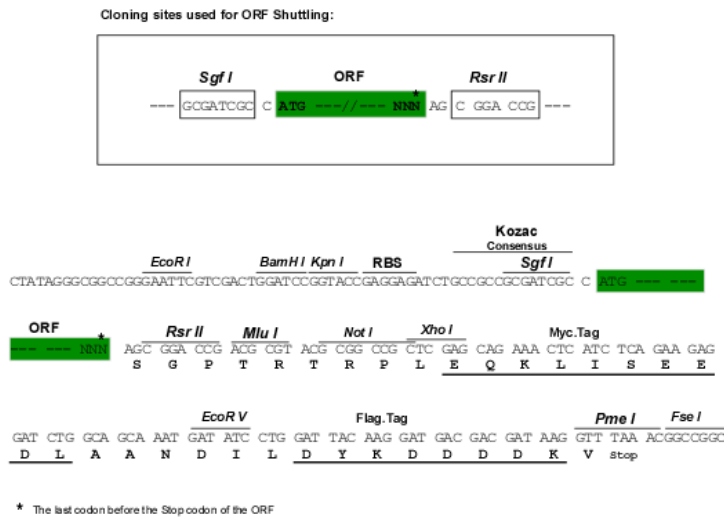 Cloning sites used for ORF Shuttling:
Sgf I ORF Rsr II
*
--- GCGATCGC C ATG ---//--- NNN AG C GGA CCG ---
Kozac
Consensus
EcoR I BamH I Kpn I RBS Sgf I
CTATAGGGCGGCCGGGAATTCGTCGACTGGATCCGGTACCGAGGAGATCTGCCGCCGCGATCGC C ATG --- ---
ORF * Rsr II Mlu I Not I Xho I Myc.Tag
--- --- NNN AGC GGA CCG ACG CGT ACG CGG CCG CTC GAG CAG AAA CTC ATC TCA GAA GAG
S G P T R T R P L E Q K L I S E E
EcoR V Flag.Tag Pme I Fse I
GAT CTG GCA GCA AAT GAT ATC CTG GAT TAC AAG GAT GAC GAC GAT AAG GTT TAA ACGGCCGGC
D L A A N D I L D Y K D D D D K V Stop
* The last codon before the Stop codon of the ORF